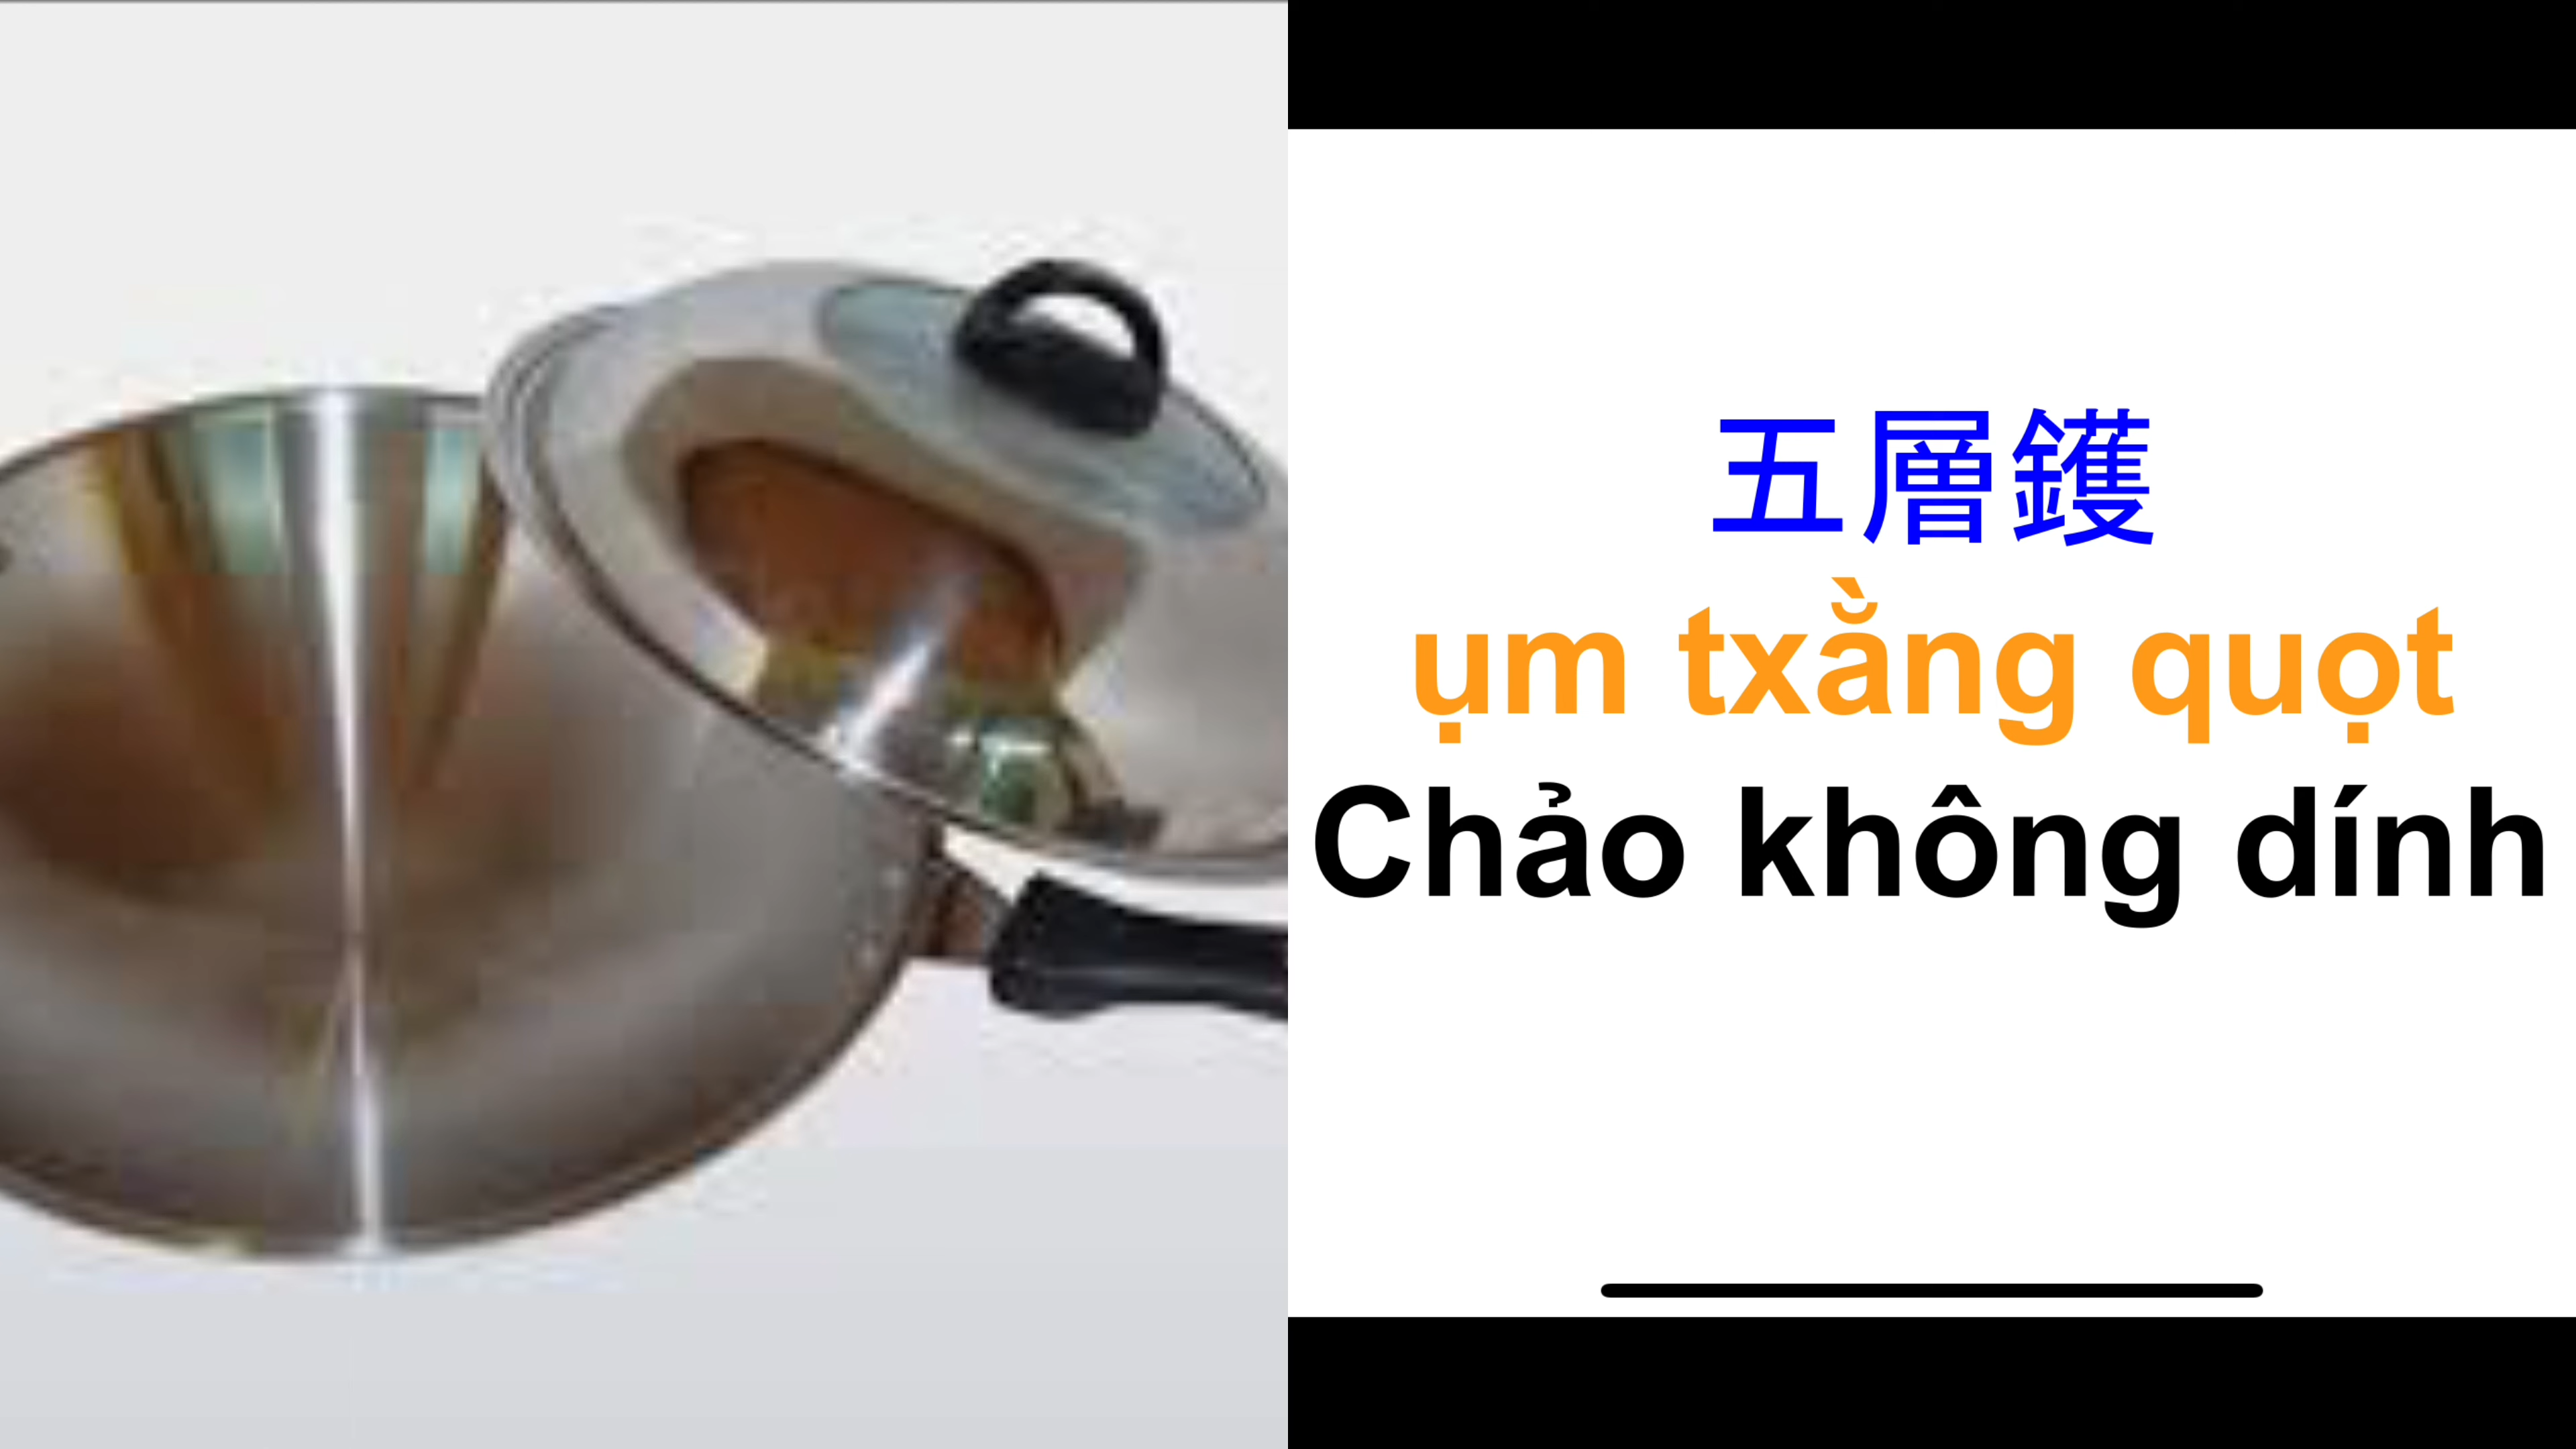 五層鑊
ụm txằng quọt
Chảo không dính